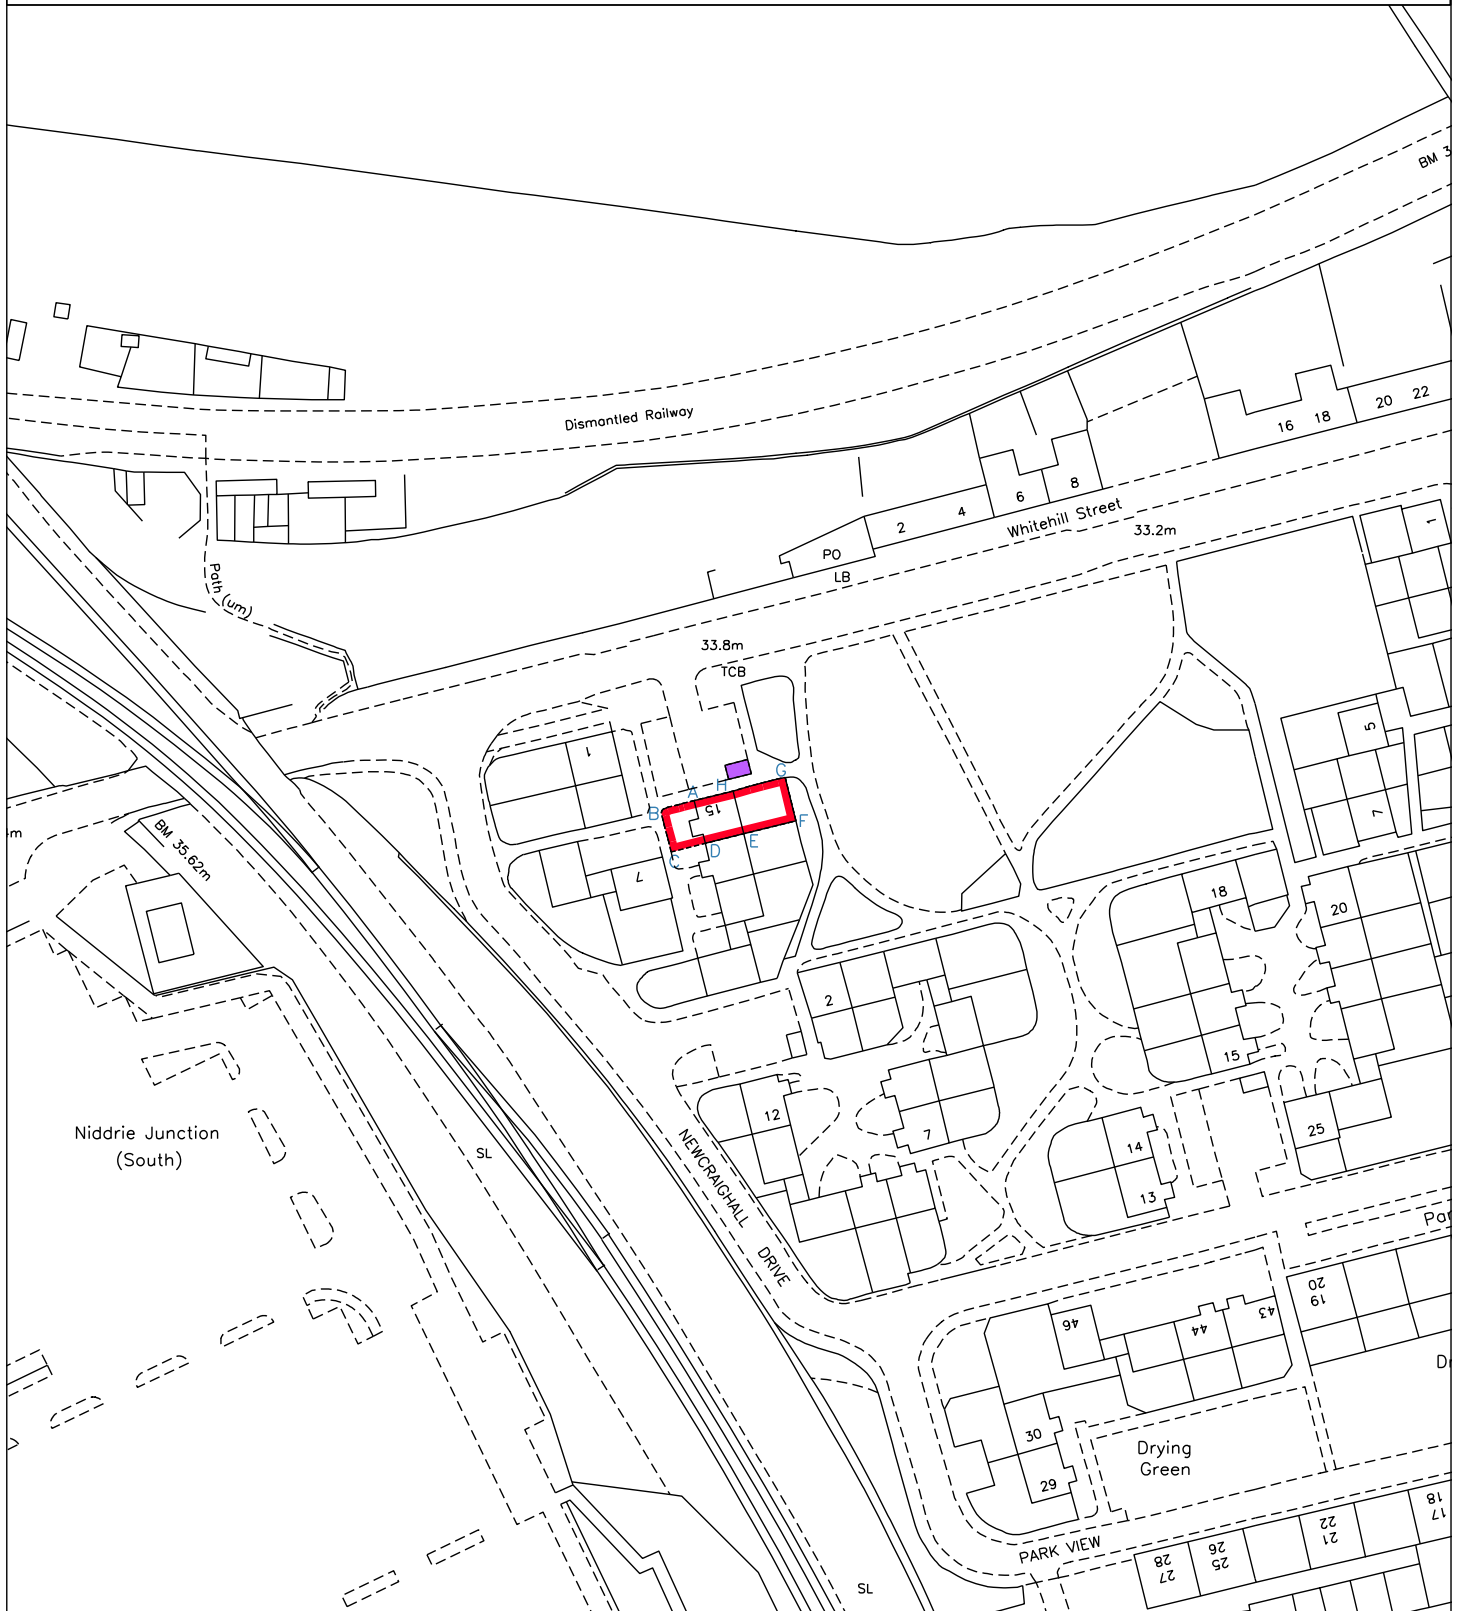 BM 3
Dismantled Railway
16 18
20 22
6
8
2
4
Whitehill Street
33.2m
PO
LB
1
Path (um)
33.8m
TCB
1
5
H
G
A
15
B
F
D
E
C
7
7
m
BM 35.62m
18
20
2
15
12
7
25
14
13
Niddrie Junction
(South)
SL
NEWCRAIGHALL
DRIVE
Par
20
19
46
44
43
Dr
30
29
Drying
Green
18
17
22
21
26
25
28
27
PARK VIEW
SL